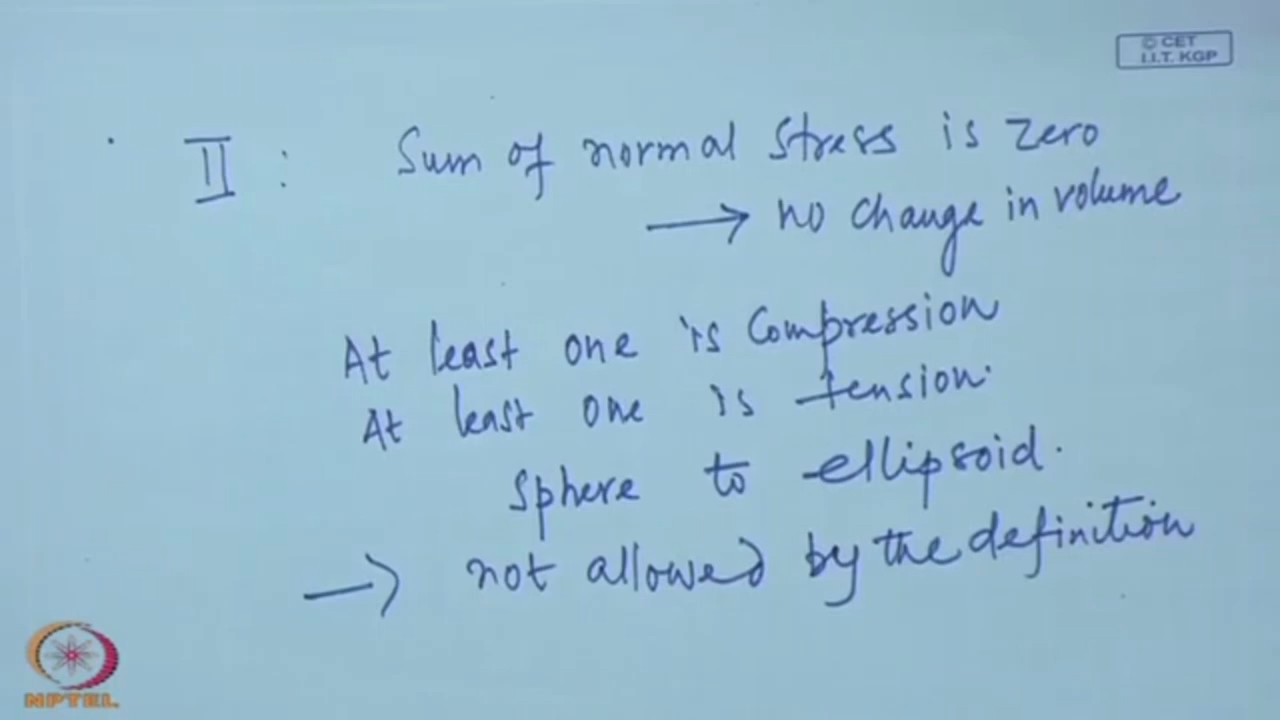 © CET
I.I.T. KGP
II : Sum of normal stress is zero
→ no change in volume
At least one is compression
At least one is tension.
Sphere to ellipsoid.
→ not allowed by the definition
NPTEL